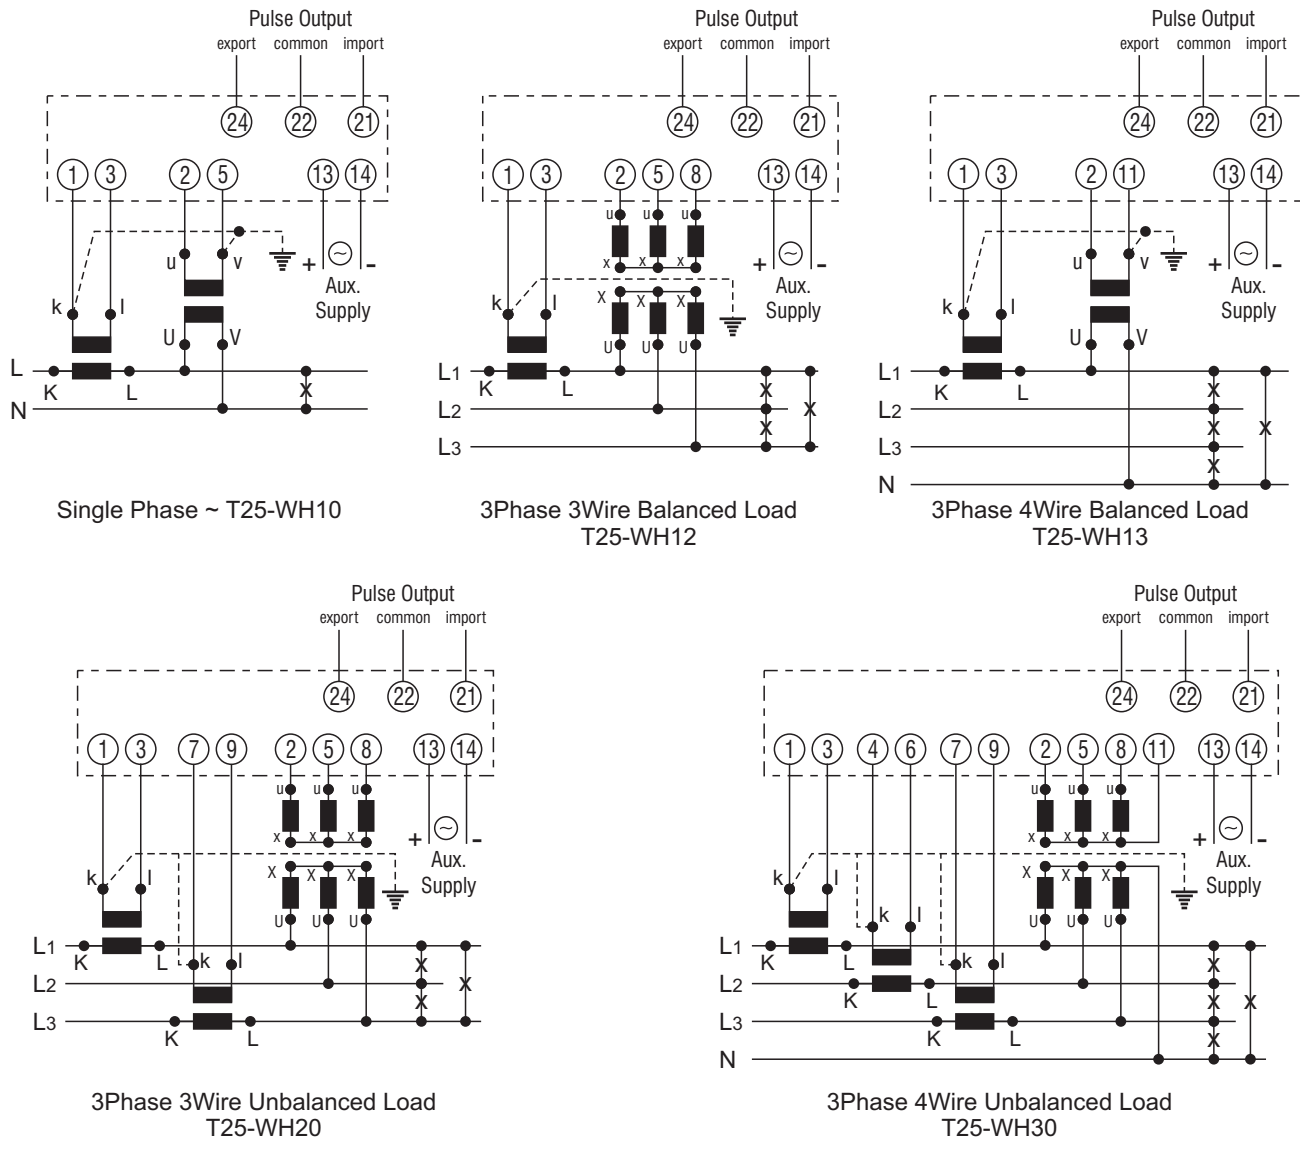 Pulse Output
export common import
24 22 21
1 3 2 5 13 14
u v + ~ -
k l Aux.
Supply
U V
L
K L X
N
Single Phase ~ T25-WH10
Pulse Output
export common import
24 22 21
1 3 2 5 8 13 14
u u u
x x x + ~ -
k l X X X Aux.
Supply
U U U
L1
K L X
L2 X
X
L3
3Phase 3Wire Balanced Load
T25-WH12
Pulse Output
export common import
24 22 21
1 3 2 11 13 14
u v + ~ -
k l Aux.
Supply
U V
L1
K L X
L2
X X
L3
X
N
3Phase 4Wire Balanced Load
T25-WH13
Pulse Output
export common import
24 22 21
1 3 7 9 2 5 8 13 14
u u u
x x x + ~ -
k l X X X Aux.
Supply
U U U
L1
K L k l X
L2 X
X
L3
K L
3Phase 3Wire Unbalanced Load
T25-WH20
Pulse Output
export common import
24 22 21
1 3 4 6 7 9 2 5 8 11 13 14
u u u
x x x + ~ -
k l X X X Aux.
Supply
k l U U U
L1
K L k l X
L2
K L X X
L3
K L X
N
3Phase 4Wire Unbalanced Load
T25-WH30